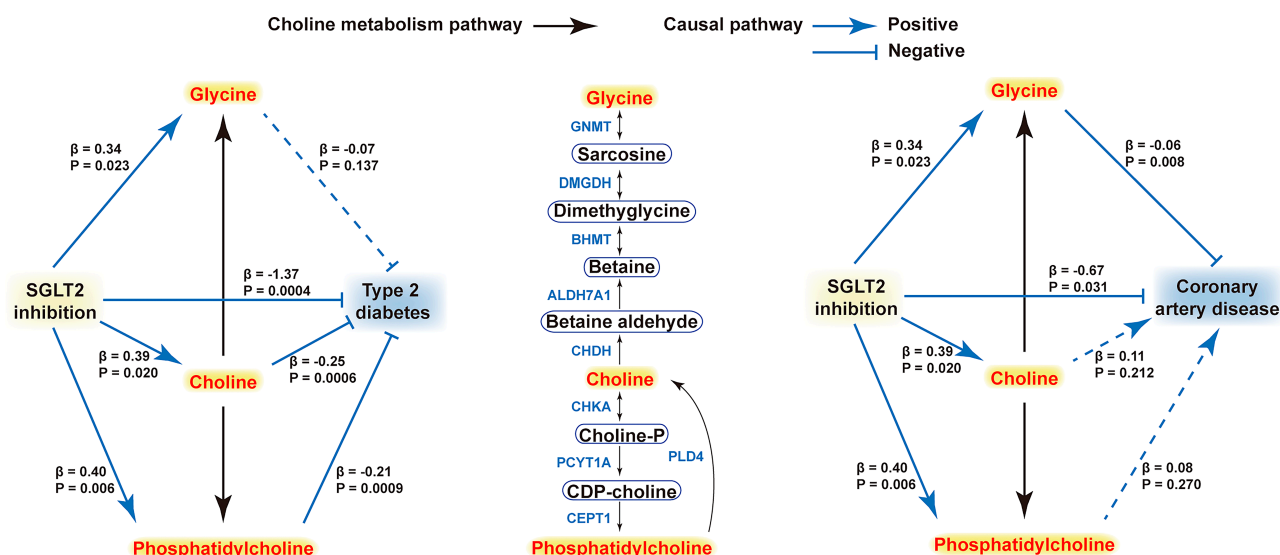 Choline metabolism pathway
Causal pathway
Positive
Negative
Glycine
β = 0.34
P = 0.023
β = -0.07
P = 0.137
SGLT2
inhibition
β = -1.37
P = 0.0004
Type 2
diabetes
β = 0.39
P = 0.020
Choline
β = -0.25
P = 0.0006
β = 0.40
P = 0.006
β = -0.21
P = 0.0009
Phosphatidylcholine
Glycine
GNMT
Sarcosine
DMGDH
Dimethyglycine
BHMT
Betaine
ALDH7A1
Betaine aldehyde
CHDH
Choline
CHKA
Choline-P
PCYT1A
PLD4
CDP-choline
CEPT1
Phosphatidylcholine
Glycine
β = 0.34
P = 0.023
β = -0.06
P = 0.008
SGLT2
inhibition
β = -0.67
P = 0.031
Coronary
artery disease
β = 0.39
P = 0.020
Choline
β = 0.11
P = 0.212
β = 0.40
P = 0.006
β = 0.08
P = 0.270
Phosphatidylcholine